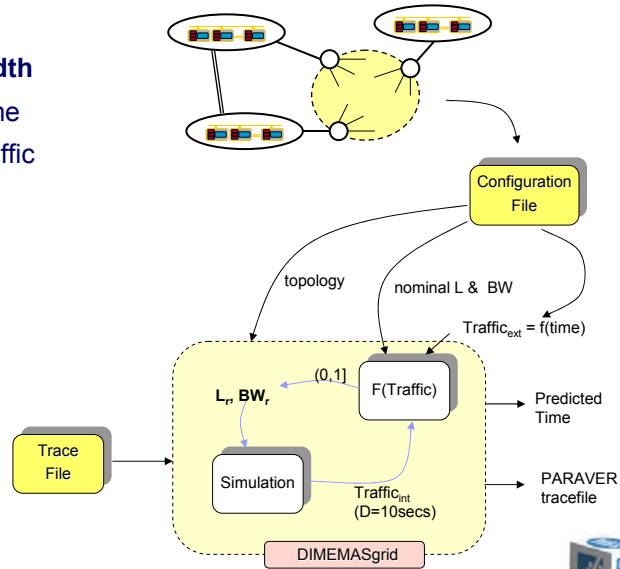 dth
ne
ffic
Configuration
File
topology
nominal L & BW
Traffic_ext = f(time)
(0,1]
F(Traffic)
L_r, BW_r
Predicted
Time
Trace
File
Simulation
Traffic_int
(D=10secs)
PARAVER
tracefile
DIMEMASgrid